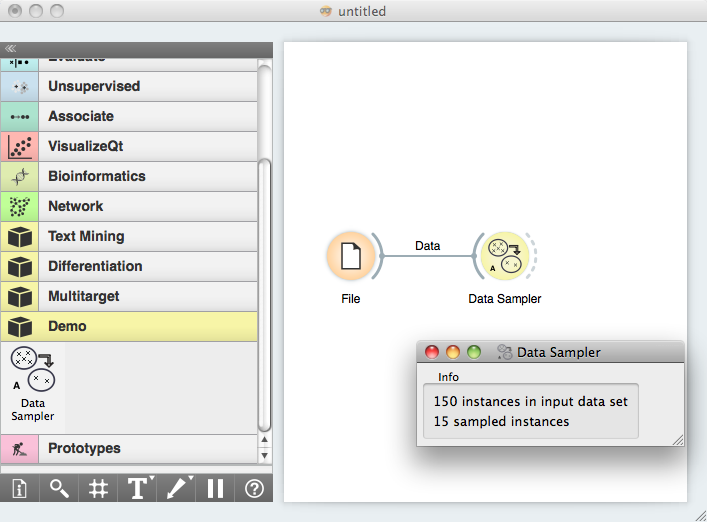 untitled
Evaluate
Unsupervised
Associate
VisualizeQt
Bioinformatics
Network
Text Mining
Differentiation
Multitarget
Demo
A
Data
Sampler
Prototypes
T
Data
A
File
Data Sampler
Data Sampler
Info
150 instances in input data set
15 sampled instances